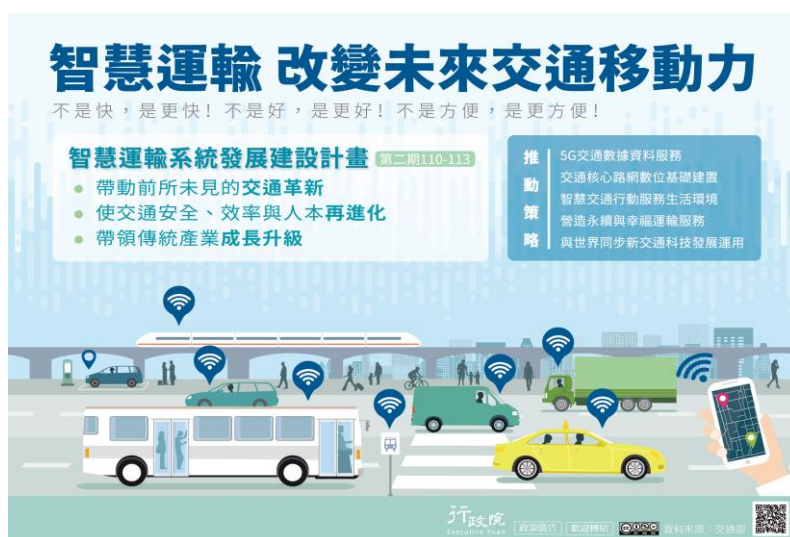 智慧運輸 改變未來交通移動力
不是快，是更快！不是好，是更好！不是方便，是更方便！
智慧運輸系統發展建設計畫 第二期110-113
帶動前所未見的交通革新
使交通安全、效率與人本再進化
帶領傳統產業成長升級
推動策略
5G交通數據資料服務
交通核心路網數位基礎建置
智慧交通行動服務生活環境
營造永續與幸福運輸服務
與世界同步新交通科技發展運用
行政院
Executive Yuan
政策廣告 歡迎轉貼 資料來源：交通部